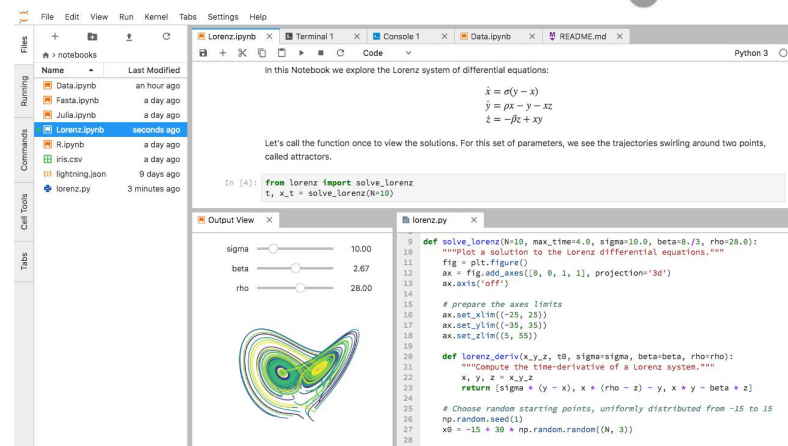 File Edit View Run Kernel Tabs Settings Help
Files
Running
Commands
Cell Tools
Tabs
> notebooks
Name Last Modified
Data.ipynb an hour ago
Fasta.ipynb a day ago
Julia.ipynb a day ago
Lorenz.ipynb seconds ago
R.ipynb a day ago
iris.csv a day ago
lightning.json 9 days ago
lorenz.py 3 minutes ago
Lorenz.ipynb Terminal 1 Console 1 Data.ipynb README.md
Code Python 3
In this Notebook we explore the Lorenz system of differential equations:
ẋ = σ(y − x)
ẏ = ρx − y − xz
ż = −βz + xy
Let's call the function once to view the solutions. For this set of parameters, we see the trajectories swirling around two points,
called attractors.
In [4]: from lorenz import solve_lorenz
t, x_t = solve_lorenz(N=10)
Output View
sigma 10.00
beta 2.67
rho 28.00
lorenz.py
9 def solve_lorenz(N=10, max_time=4.0, sigma=10.0, beta=8./3, rho=28.0):
10 """Plot a solution to the Lorenz differential equations."""
11 fig = plt.figure()
12 ax = fig.add_axes([0, 0, 1, 1], projection='3d')
13 ax.axis('off')
14
15 # prepare the axes limits
16 ax.set_xlim((-25, 25))
17 ax.set_ylim((-35, 35))
18 ax.set_zlim((5, 55))
19
20 def lorenz_deriv(x_y_z, t0, sigma=sigma, beta=beta, rho=rho):
21 """Compute the time-derivative of a Lorenz system."""
22 x, y, z = x_y_z
23 return [sigma * (y - x), x * (rho - z) - y, x * y - beta * z]
24
25 # Choose random starting points, uniformly distributed from -15 to 15
26 np.random.seed(1)
27 x0 = -15 + 30 * np.random.random((N, 3))
28